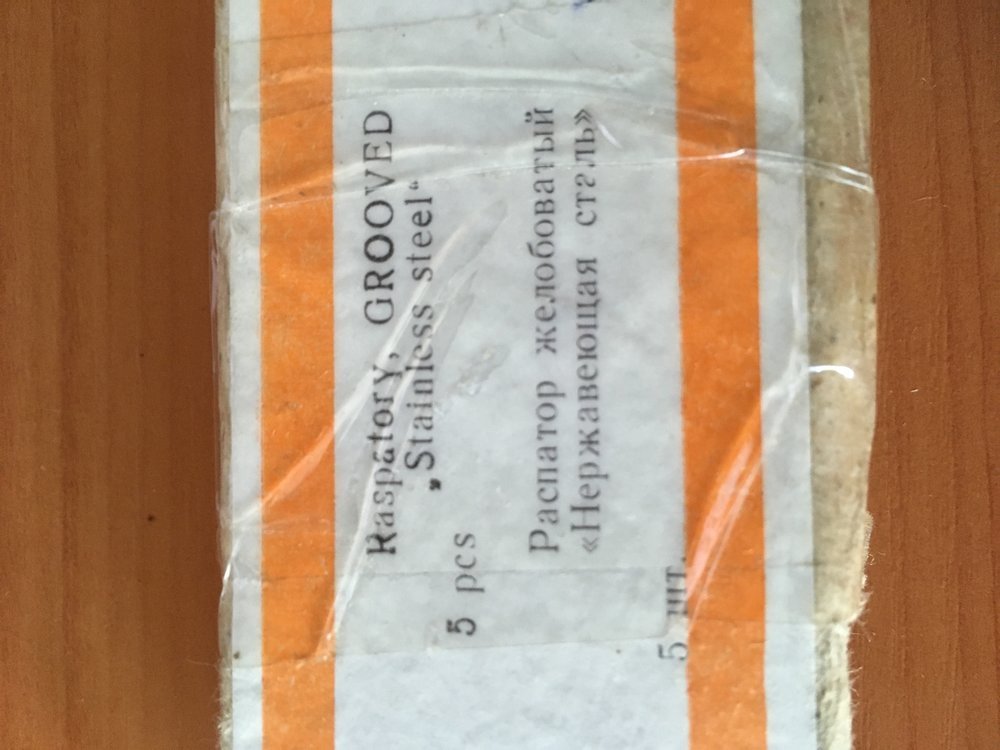 Raspatory, GROOVED
„Stainless steel“
5 pcs
Распатор желобоватый
«Нержавеющая сталь»
5 шт.